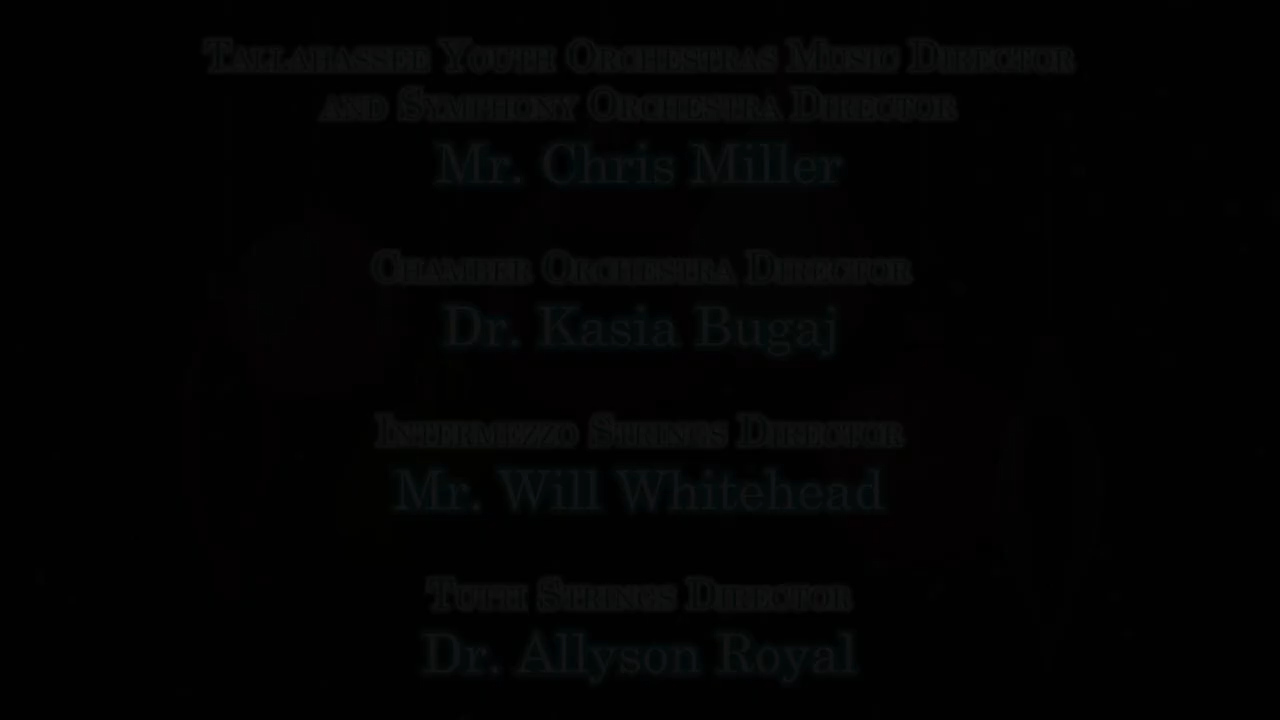 Tallahassee Youth Orchestras Music Director
and Symphony Orchestra Director
Mr. Chris Miller
Chamber Orchestra Director
Dr. Kasia Bugaj
Intermezzo Strings Director
Mr. Will Whitehead
Tutti Strings Director
Dr. Allyson Royal